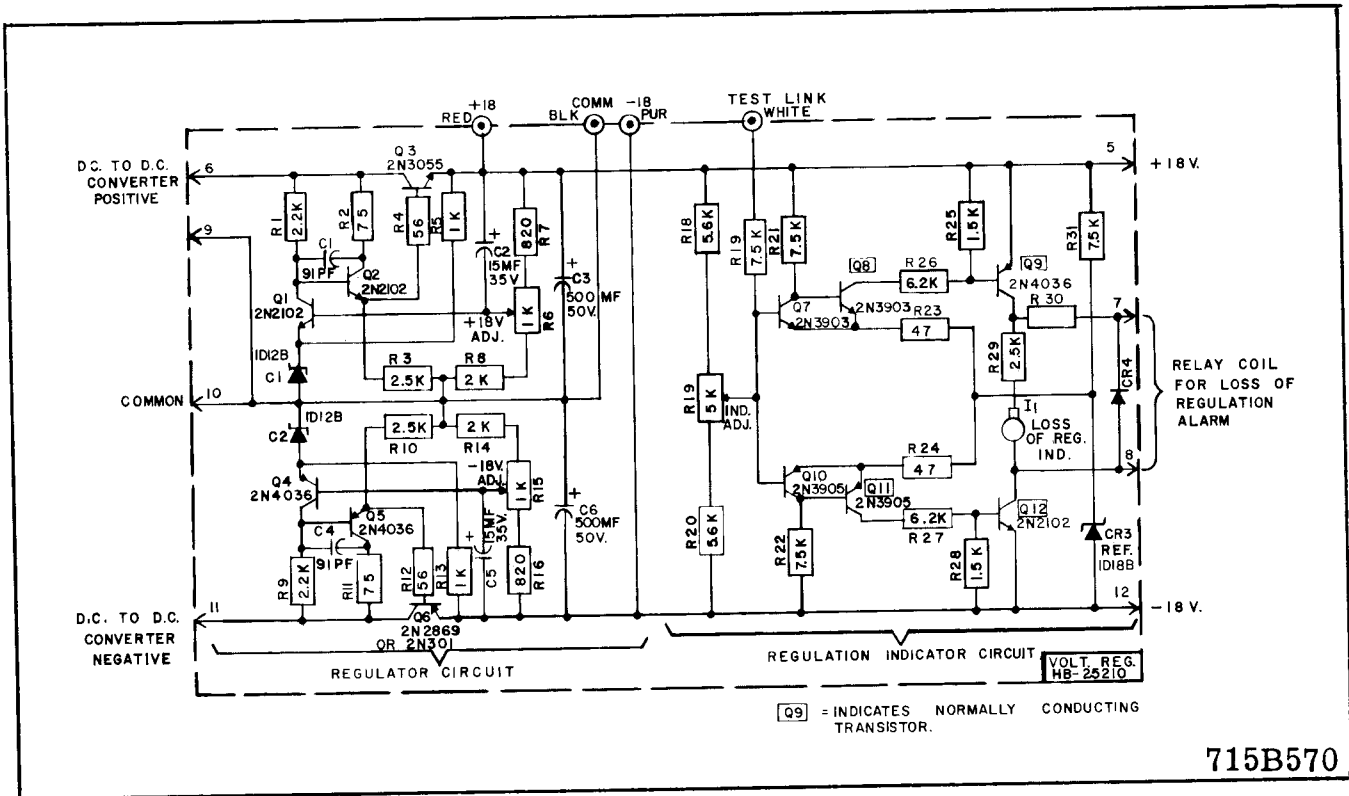 +18
RED
COMM
BLK
-18
PUR
TEST LINK
WHITE
D.C. TO D.C.
CONVERTER
POSITIVE
6
Q3
2N3055
5
+18 V.
9
R1
2.2K
R2
75
R4
56
R5
1K
820
R7
C1
91PF
Q2
2N2102
Q1
2N2102
+
C2
15MF
35V.
+
C3
500 MF
50V.
1K
R6
+18V
ADJ.
1D12B
C1
R3
2.5K
R8
2K
COMMON
10
1D12B
C2
2.5K
R10
2K
R14
-18V.
ADJ.
1K
R15
Q4
2N4036
Q5
2N4036
C4
91PF
R9
2.2K
R11
75
R12
56
R13
1K
+
15MF
35V.
C5
820
R16
+
C6
500MF
50V.
Q6
2N2869
OR 2N301
D.C. TO D.C.
CONVERTER
NEGATIVE
11
REGULATOR CIRCUIT
R18
5.6K
R19
7.5K
R21
7.5K
R25
1.5K
R31
7.5K
Q8
2N3903
R26
6.2K
Q9
2N4036
R30
7
Q7
2N3903
R23
47
R29
2.5K
CR4
R19
5K
IND.
ADJ.
I1
LOSS
OF REG.
IND.
RELAY COIL
FOR LOSS OF
REGULATION
ALARM
8
R24
47
Q10
2N3905
Q11
2N3905
6.2K
R27
Q12
2N2102
R20
5.6K
R22
7.5K
R28
1.5K
CR3
REF.
1D18B
12
-18 V.
REGULATION INDICATOR CIRCUIT
VOLT. REG.
HB-25210
Q9 = INDICATES NORMALLY CONDUCTING
TRANSISTOR.
715B570